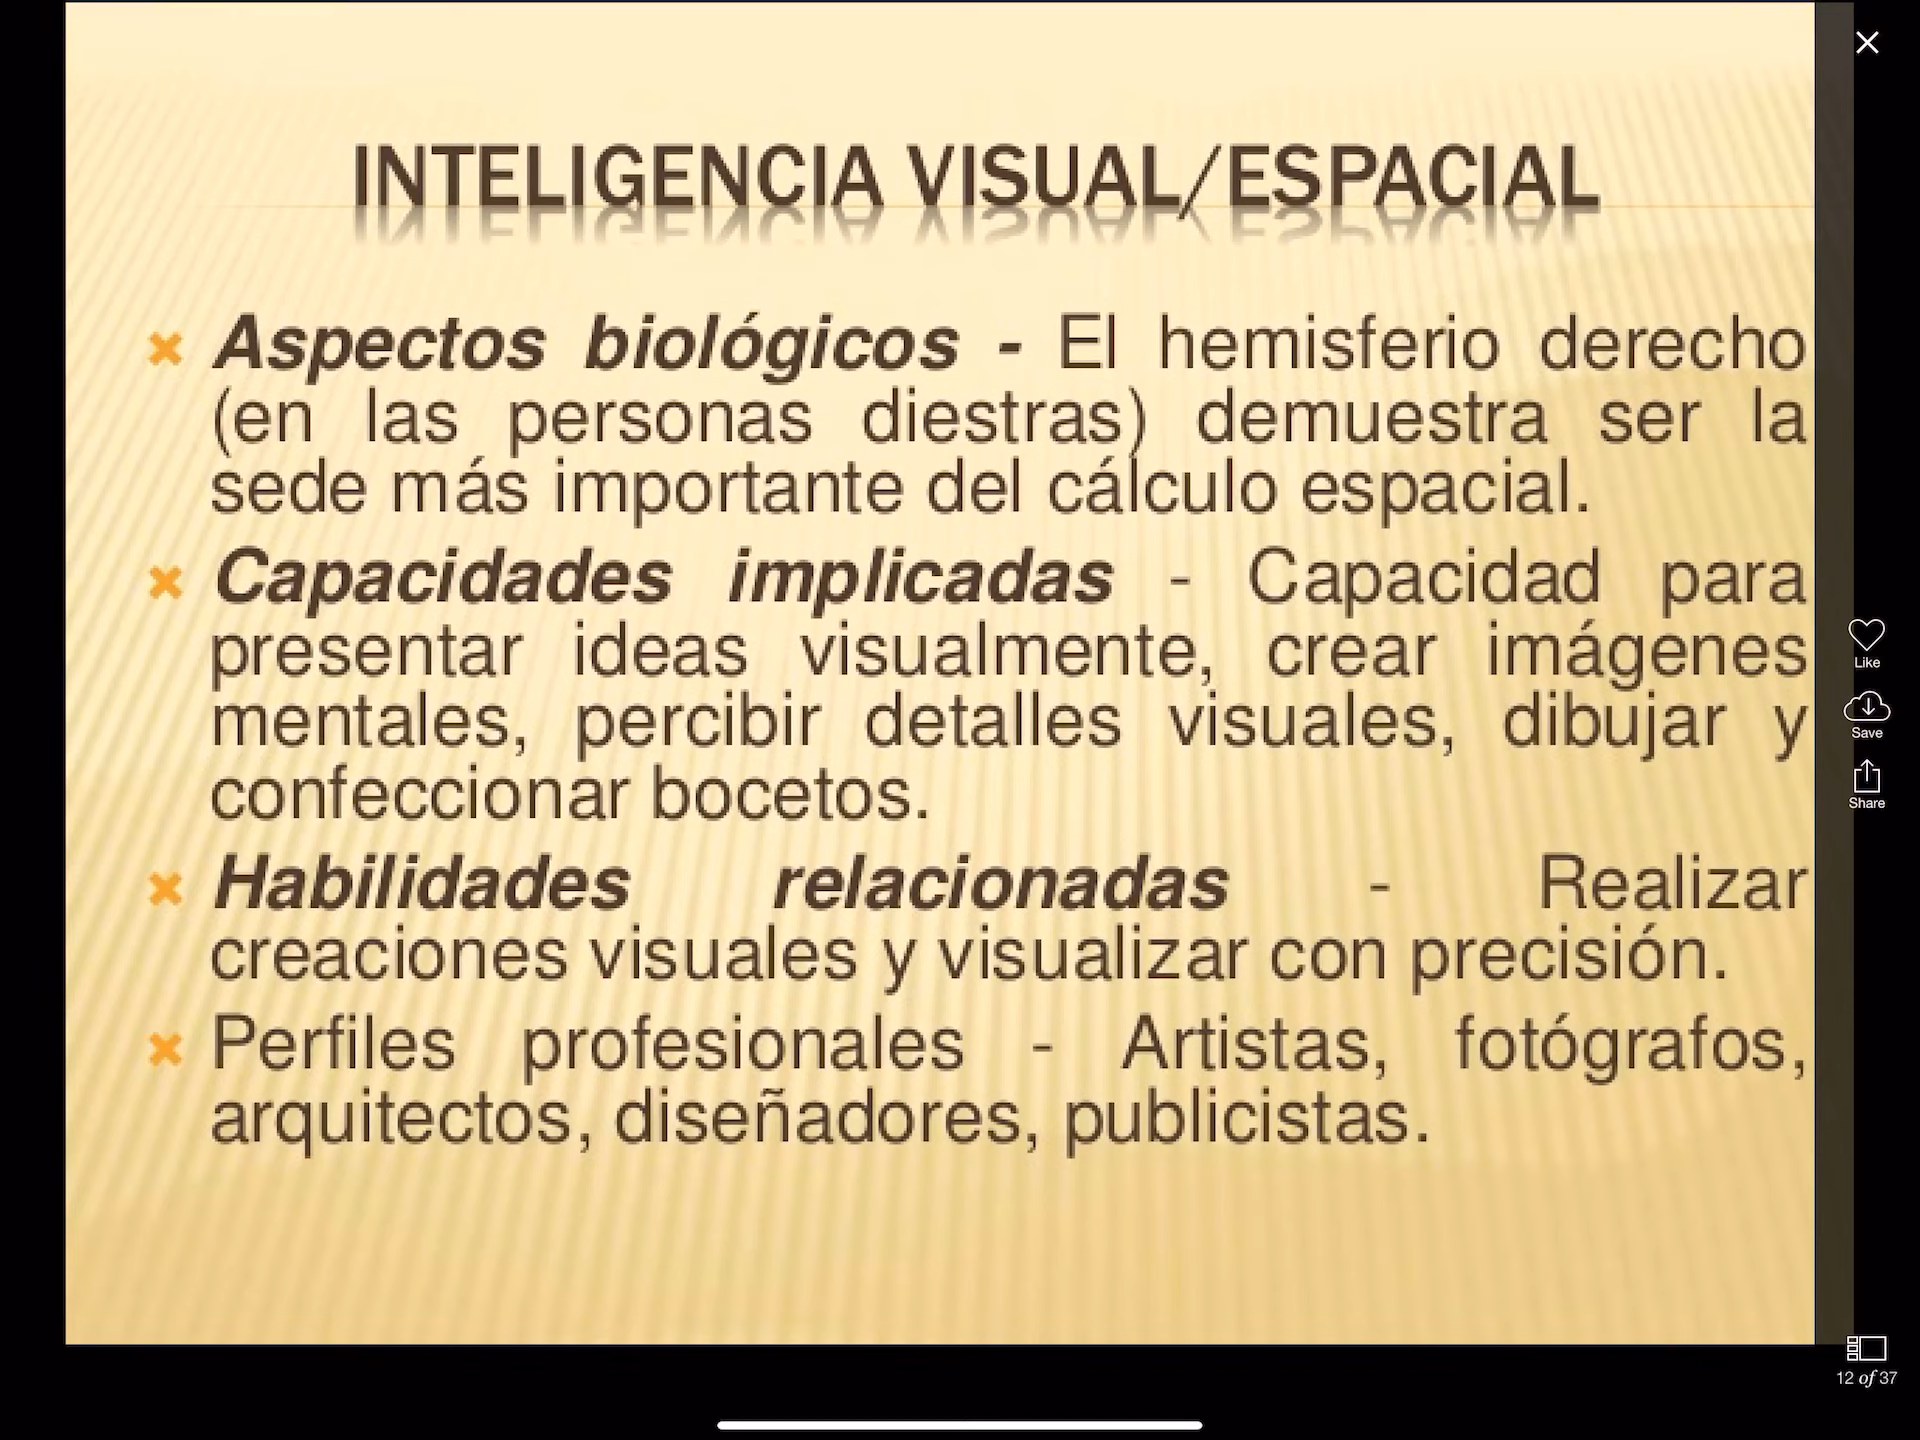 INTELIGENCIA VISUAL/ESPACIAL
Aspectos biológicos - El hemisferio derecho
(en las personas diestras) demuestra ser la
sede más importante del cálculo espacial.
Capacidades implicadas - Capacidad para
presentar ideas visualmente, crear imágenes
mentales, percibir detalles visuales, dibujar y
confeccionar bocetos.
Habilidades relacionadas - Realizar
creaciones visuales y visualizar con precisión.
Perfiles profesionales - Artistas, fotógrafos,
arquitectos, diseñadores, publicistas.
Like
Save
Share
12 of 37